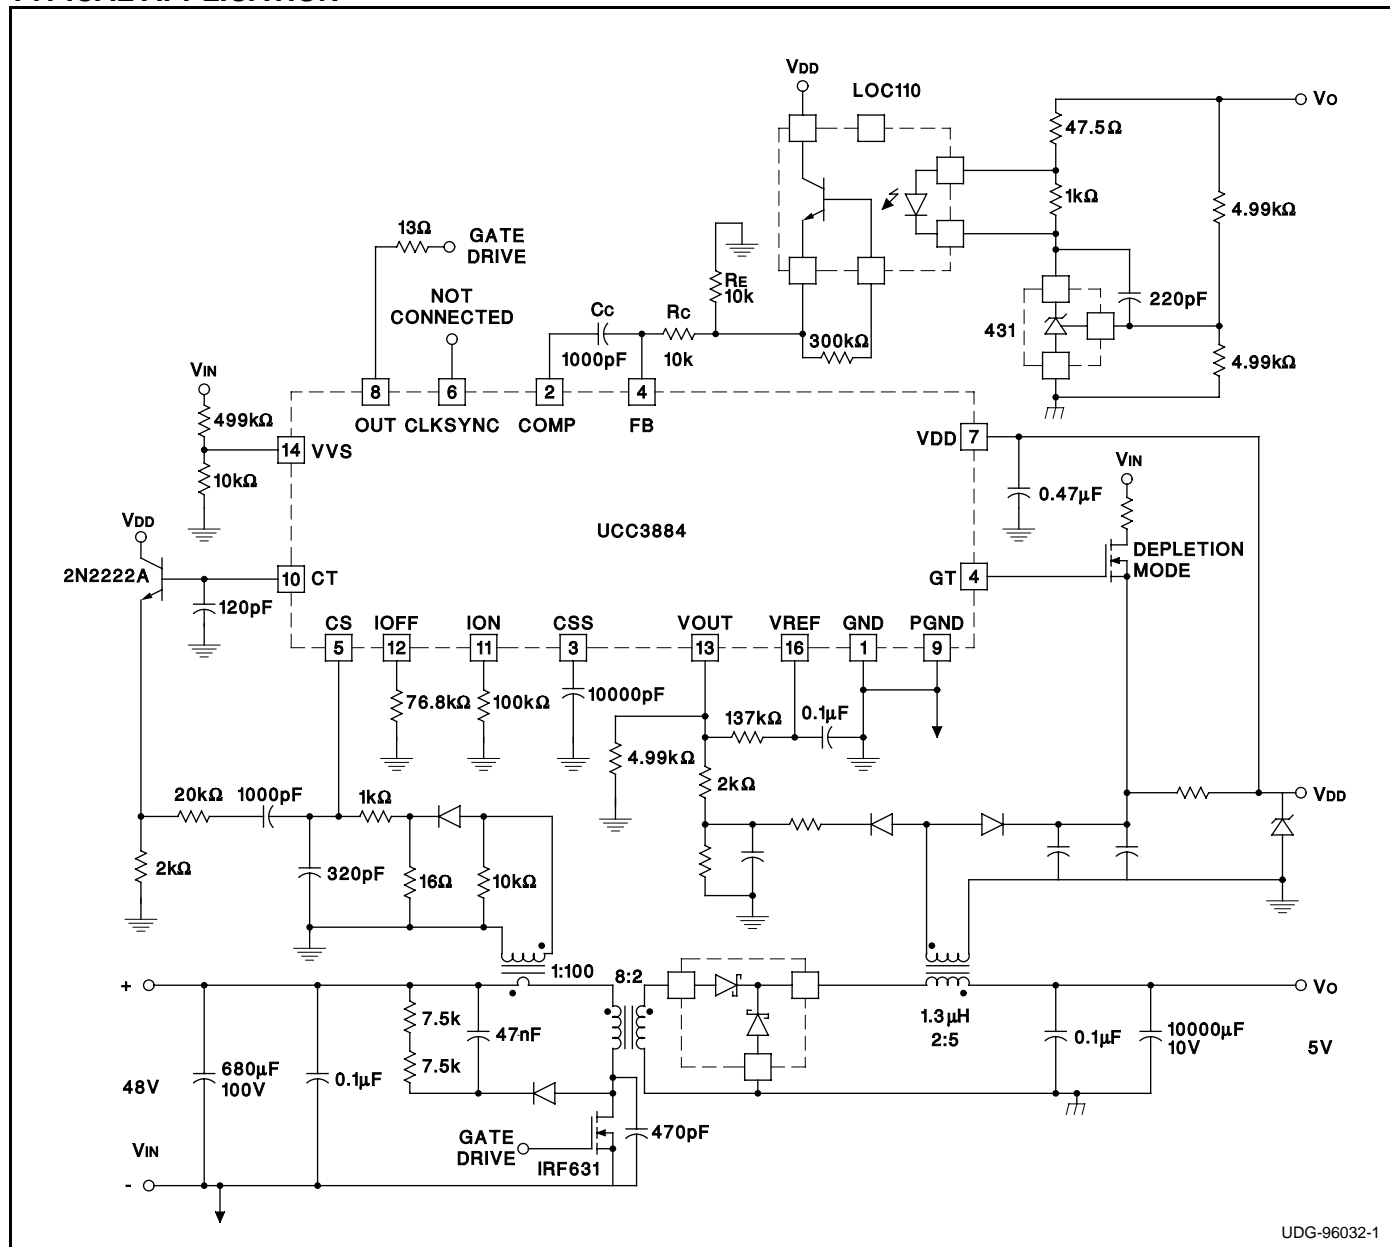 VDD
LOC110
VO
47.5Ω
1kΩ
4.99kΩ
13Ω
GATE
DRIVE
NOT
CONNECTED
RE
10k
CC
1000pF
RC
10k
300kΩ
220pF
431
4.99kΩ
VIN
499kΩ
10kΩ
8
6
2
4
OUT
CLKSYNC
COMP
FB
14
VVS
VDD
7
0.47µF
VIN
DEPLETION
MODE
UCC3884
VDD
2N2222A
10
CT
120pF
GT
4
CS
IOFF
ION
CSS
VOUT
VREF
GND
PGND
5
12
11
3
13
16
1
9
76.8kΩ
100kΩ
10000pF
137kΩ
0.1µF
4.99kΩ
2kΩ
20kΩ
1000pF
1kΩ
VDD
2kΩ
320pF
16Ω
10kΩ
1:100
8:2
+
7.5k
7.5k
47nF
1.3µH
2:5
VO
48V
680µF
100V
0.1µF
0.1µF
10000µF
10V
5V
VIN
GATE
DRIVE
IRF631
470pF
-
UDG-96032-1